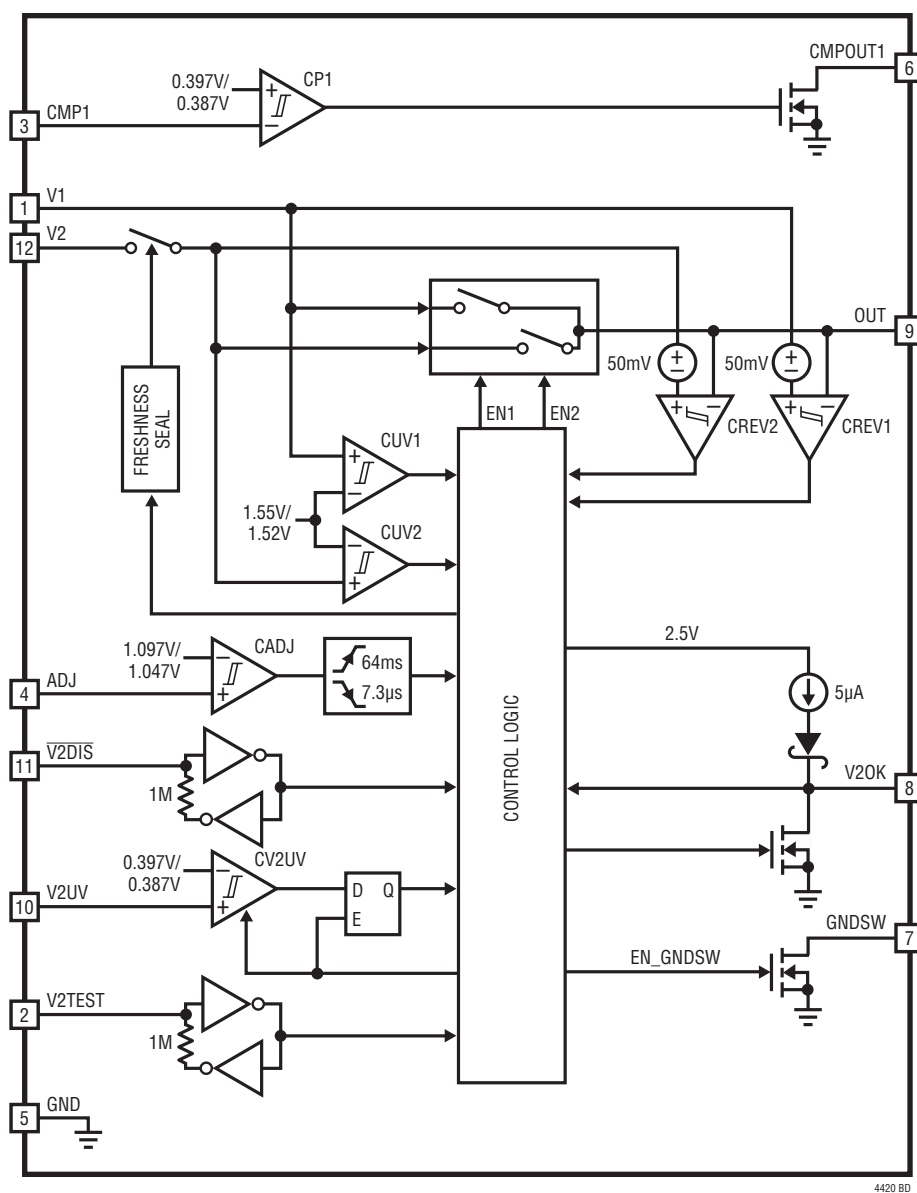 CMPOUT1
6
0.397V/
0.387V
CP1
+
−
3
CMP1
1
V1
12
V2
OUT
9
50mV
+
−
50mV
+
−
+ −
+ −
CREV2
CREV1
FRESHNESS
SEAL
EN1
EN2
CUV1
+
−
1.55V/
1.52V
CUV2
−
+
2.5V
1.097V/
1.047V
CADJ
−
+
64ms
7.3µs
4
ADJ
5µA
CONTROL LOGIC
11
V2DIS
1M
V2OK
8
0.397V/
0.387V
CV2UV
−
+
D Q
E
10
V2UV
GNDSW
7
EN_GNDSW
2
V2TEST
1M
5
GND
4420 BD